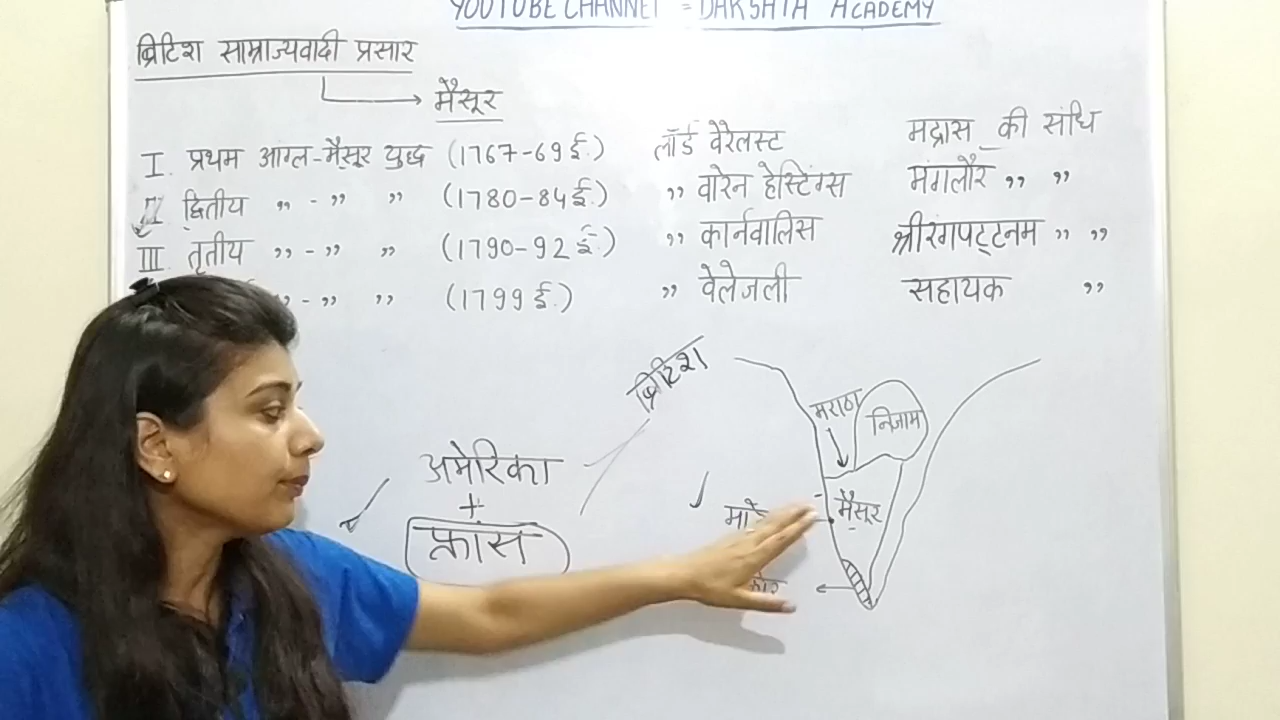 YOUTUBE CHANNEL = DAKSHTA ACADEMY
ब्रिटिश साम्राज्यवादी प्रसार
मैसूर
I. प्रथम आंग्ल-मैसूर युद्ध (1767-69 ई.) लॉर्ड वेरेलस्ट मद्रास की संधि
II द्वितीय ,, - ,, ,, (1780-84 ई.) ,, वारेन हेस्टिंग्स मंगलौर ,, ,,
III. तृतीय ,, - ,, ,, (1790-92 ई.) ,, कार्नवालिस श्रीरंगपट्टनम ,, ,,
,, - ,, ,, (1799 ई.) ,, वेलेजली सहायक ,,
ब्रिटिश
मराठा निजाम
अमेरिका
+
फ्रांस
मैसूर